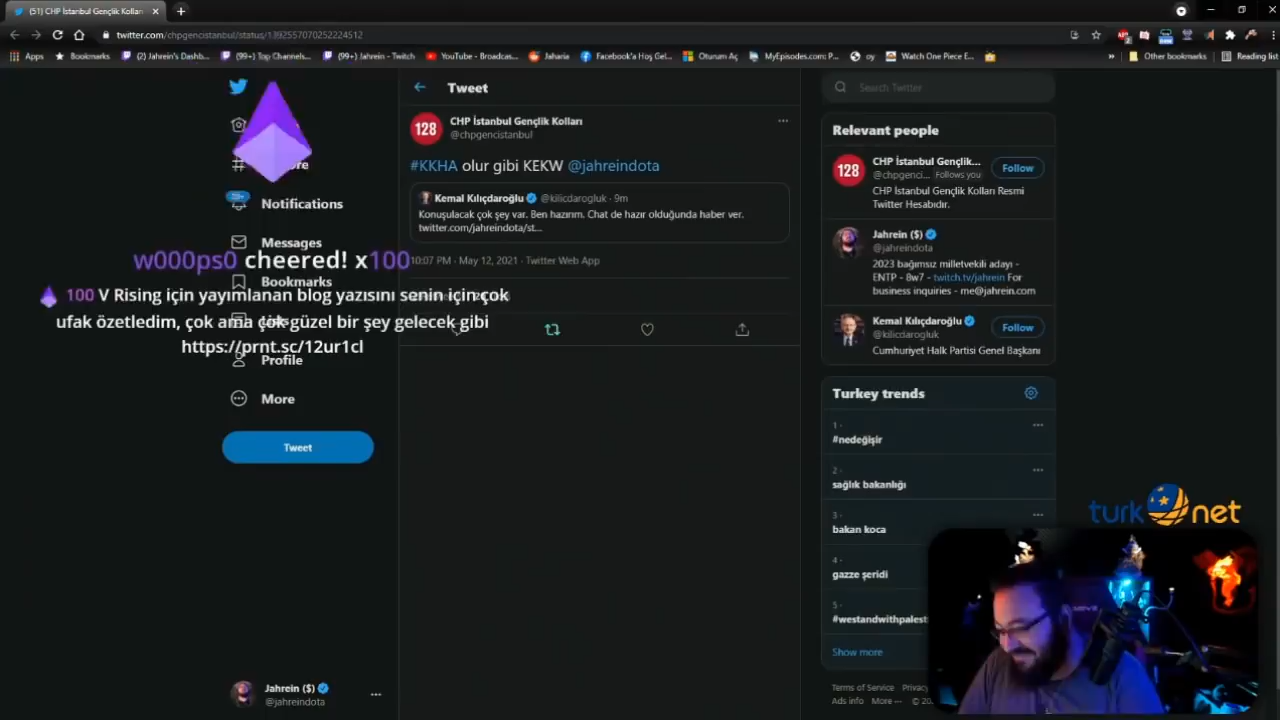 (51) CHP İstanbul Gençlik Kolları
twitter.com/chpgencistanbul/status/1392557070252224512
Apps
Bookmarks
(2) Jahrein's Dashb...
(99+) Top Channels...
(99+) Jahrein - Twitch
YouTube - Broadcas...
Jaharia
Facebook'a Hoş Gel...
Oturum Aç
MyEpisodes.com: P...
oy
Watch One Piece E...
»
Other bookmarks
Reading list
Notifications
Messages
Bookmarks
Profile
More
Tweet
w000ps0 cheered! x100
100 V Rising için yayımlanan blog yazısını senin için çok
ufak özetledim, çok ama çok güzel bir şey gelecek gibi
https://prnt.sc/12ur1cl
Jahrein ($)
@jahreindota
Tweet
128
CHP İstanbul Gençlik Kolları
@chpgencistanbul
#KKHA olur gibi KEKW @jahreindota
Kemal Kılıçdaroğlu @kilicdarogluk · 9m
Konuşulacak çok şey var. Ben hazırım. Chat de hazır olduğunda haber ver.
twitter.com/jahreindota/st...
10:07 PM · May 12, 2021 · Twitter Web App
Search Twitter
Relevant people
128
CHP İstanbul Gençlik...
@chpgenci... Follows you
Follow
CHP İstanbul Gençlik Kolları Resmi
Twitter Hesabıdır.
Jahrein ($)
@jahreindota
2023 bağımsız milletvekili adayı -
ENTP - 8w7 - twitch.tv/jahrein For
business inquiries - me@jahrein.com
Kemal Kılıçdaroğlu
@kilicdarogluk
Follow
Cumhuriyet Halk Partisi Genel Başkanı
Turkey trends
1 ·
#nedeğişir
2 ·
sağlık bakanlığı
3 ·
bakan koca
4 ·
gazze şeridi
5 ·
#westandwithpalest
Show more
Terms of Service Privacy
Ad info More ··· © 20
turk net